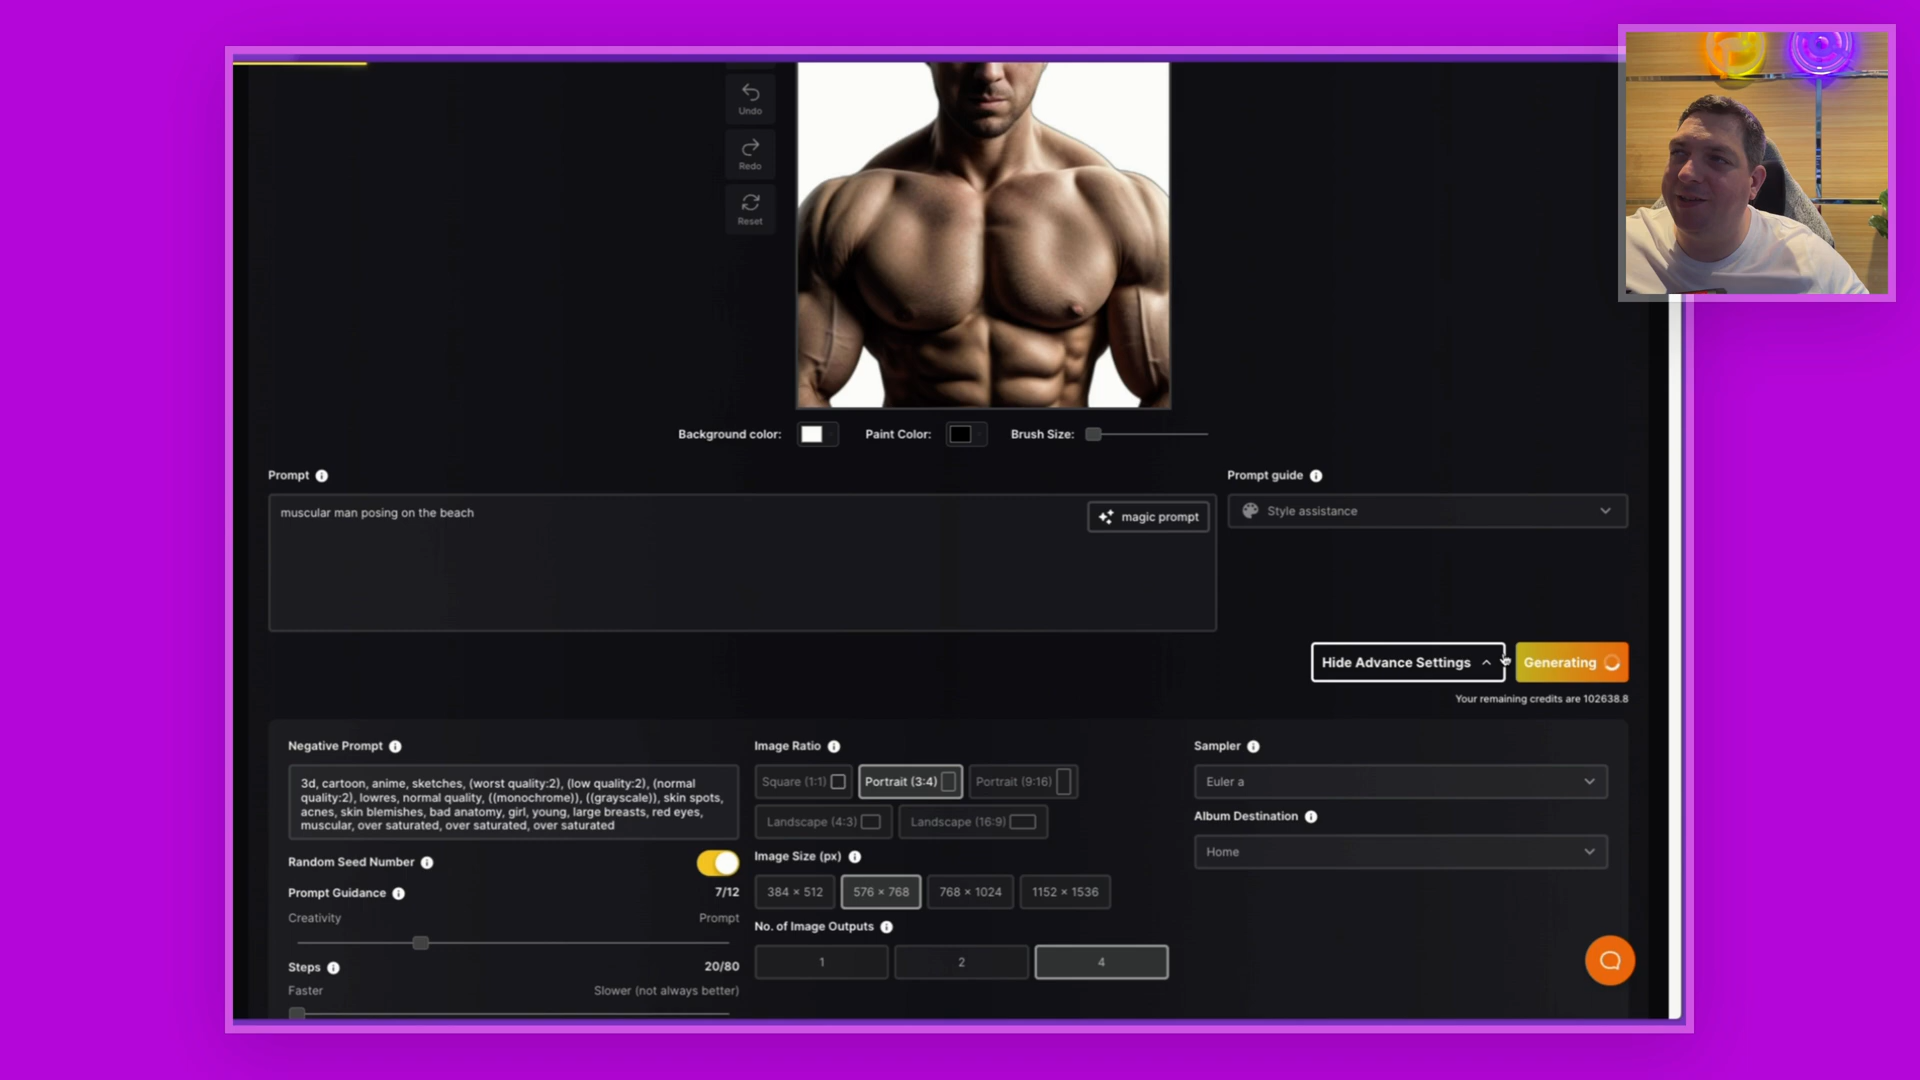 Undo
Redo
Reset
Background color:
Paint Color:
Brush Size:
Prompt
Prompt guide
muscular man posing on the beach
magic prompt
Style assistance
Hide Advance Settings
Generating
Your remaining credits are 102638.8
Negative Prompt
3d, cartoon, anime, sketches, (worst quality:2), (low quality:2), (normal
quality:2), lowres, normal quality, ((monochrome)), ((grayscale)), skin spots,
acnes, skin blemishes, bad anatomy, girl, young, large breasts, red eyes,
muscular, over saturated, over saturated, over saturated
Random Seed Number
Prompt Guidance
7/12
Creativity
Prompt
Steps
20/80
Faster
Slower (not always better)
Image Ratio
Square (1:1)
Portrait (3:4)
Portrait (9:16)
Landscape (4:3)
Landscape (16:9)
Image Size (px)
384 × 512
576 × 768
768 × 1024
1152 × 1536
No. of Image Outputs
1
2
4
Sampler
Euler a
Album Destination
Home